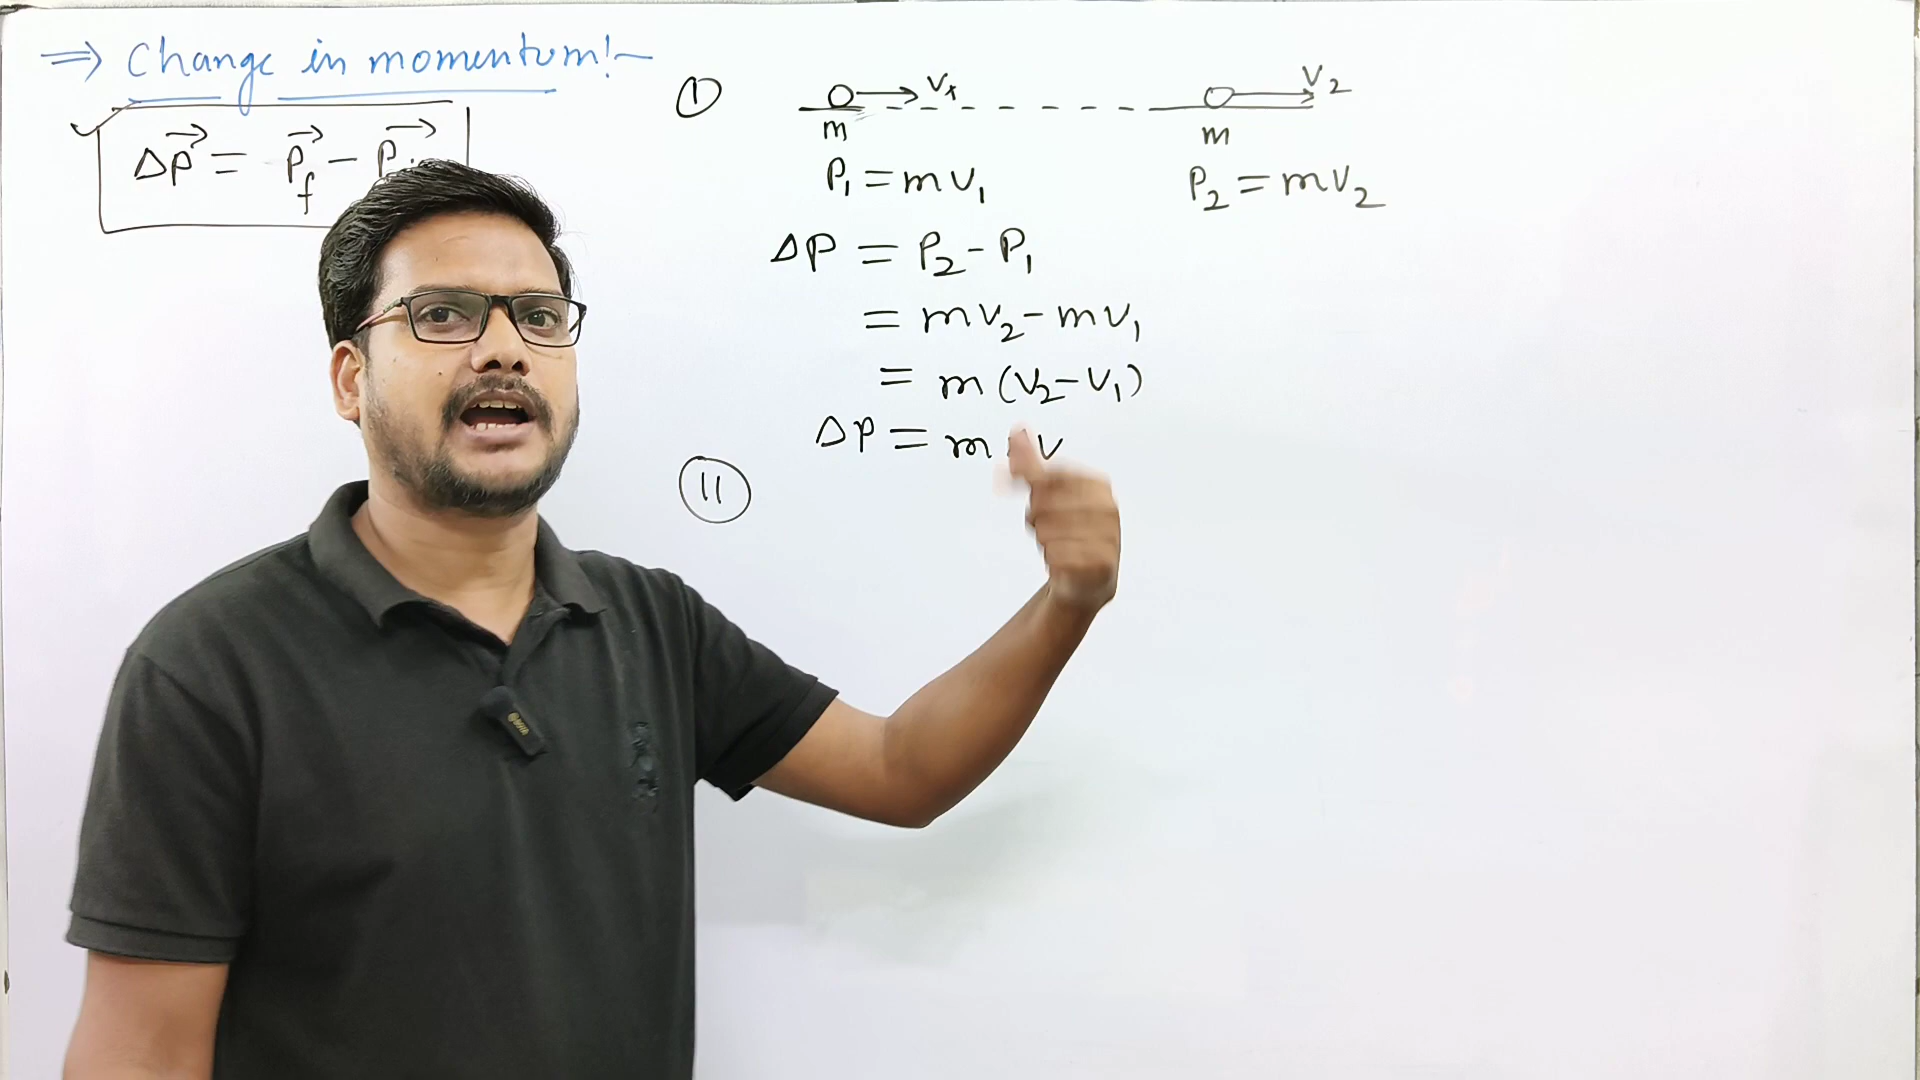 ⇒ Change in momentum!-
ΔP⃗ = P⃗f - P⃗
① m V₁ m V₂
P₁ = mv₁ P₂ = mv₂
ΔP = P₂ - P₁
= mv₂ - mv₁
= m (v₂ - v₁)
ΔP = m v
⑪